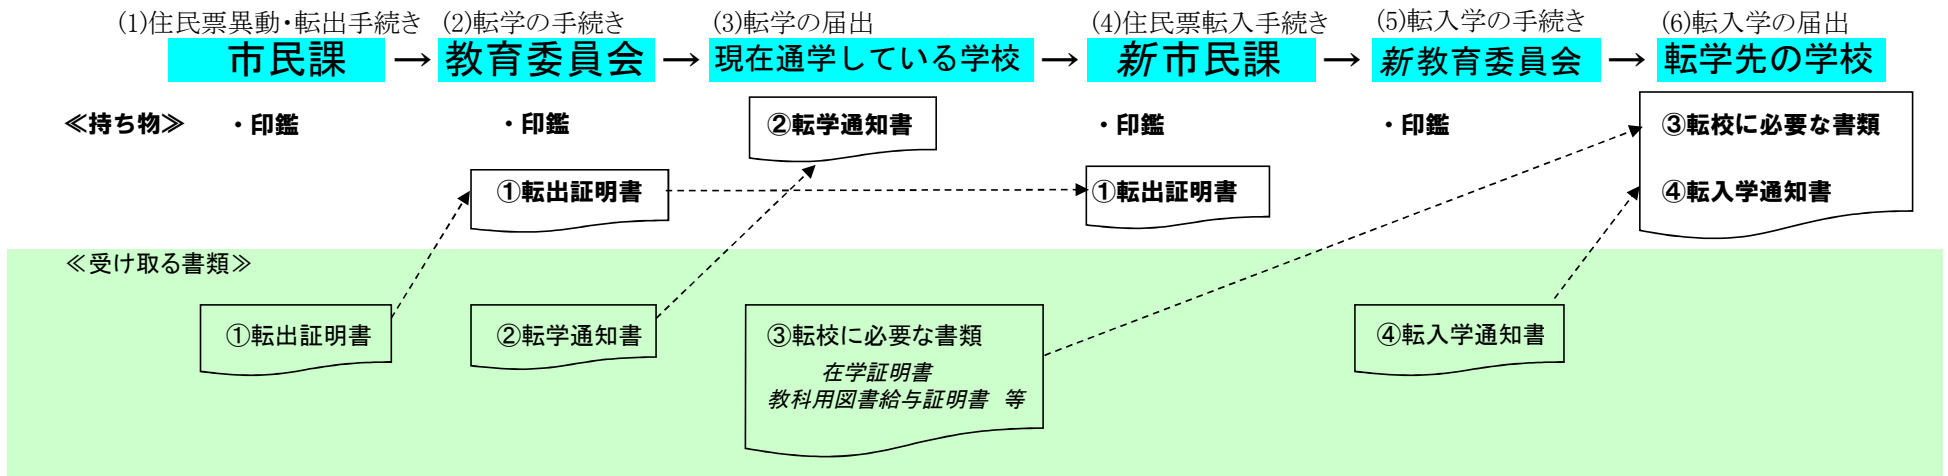 (1)住民票異動・転出手続き (2)転学の手続き (3)転学の届出 (4)住民票転入手続き (5)転入学の手続き (6)転入学の届出
市民課 → 教育委員会 → 現在通学している学校 → 新市民課 → 新教育委員会 → 転学先の学校
≪持ち物≫ ・印鑑 ・印鑑 ②転学通知書 ・印鑑 ・印鑑 ③転校に必要な書類
①転出証明書 ①転出証明書 ④転入学通知書
≪受け取る書類≫
①転出証明書 ②転学通知書 ③転校に必要な書類 ④転入学通知書
在学証明書
教科用図書給与証明書 等